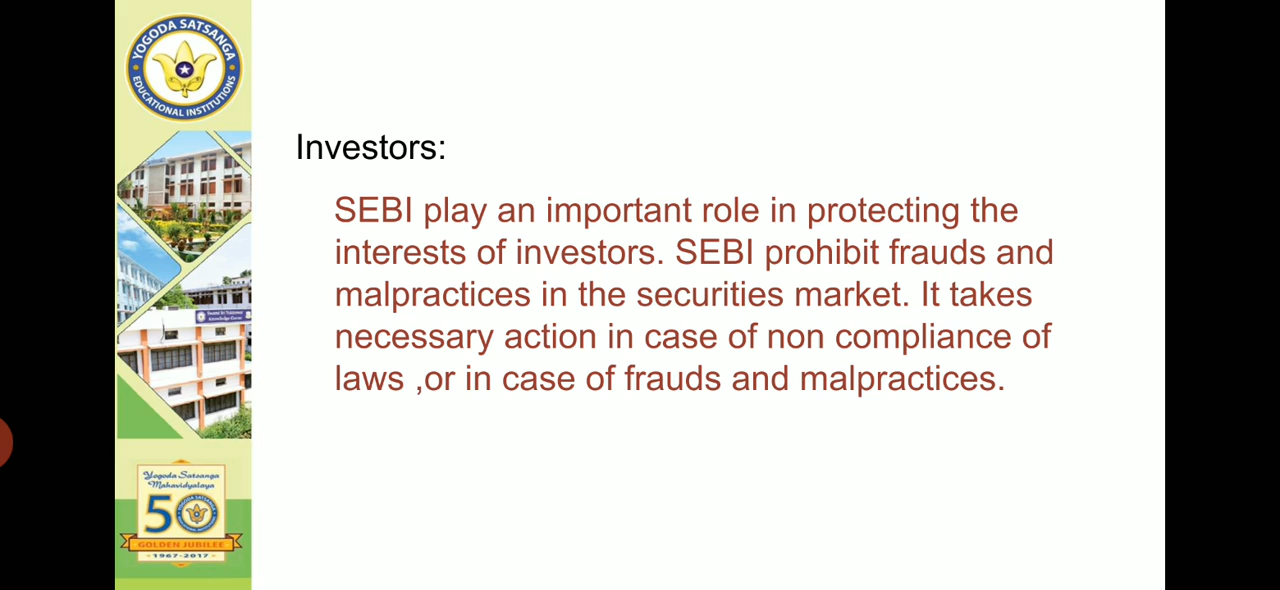 YOGODA SATSANGA
EDUCATIONAL INSTITUTIONS
Investors:
SEBI play an important role in protecting the
interests of investors. SEBI prohibit frauds and
malpractices in the securities market. It takes
necessary action in case of non compliance of
laws ,or in case of frauds and malpractices.
Yogoda Satsanga
Mahavidyalaya
50
GOLDEN JUBILEE
1967-2017